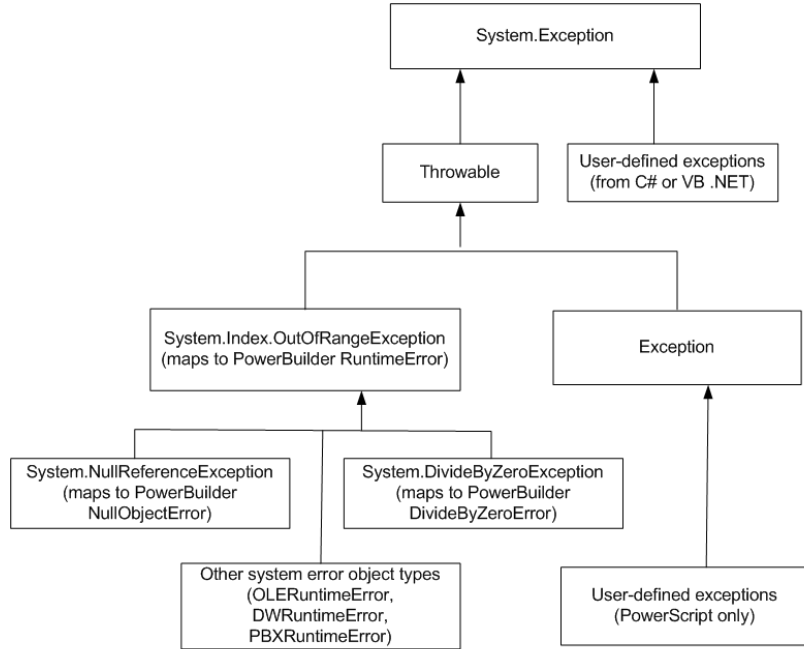 System.Exception
Throwable
User-defined exceptions
(from C# or VB .NET)
System.Index.OutOfRangeException
(maps to PowerBuilder RuntimeError)
Exception
System.NullReferenceException
(maps to PowerBuilder
NullObjectError)
System.DivideByZeroException
(maps to PowerBuilder
DivideByZeroError)
Other system error object types
(OLERuntimeError,
DWRuntimeError,
PBXRuntimeError)
User-defined exceptions
(PowerScript only)